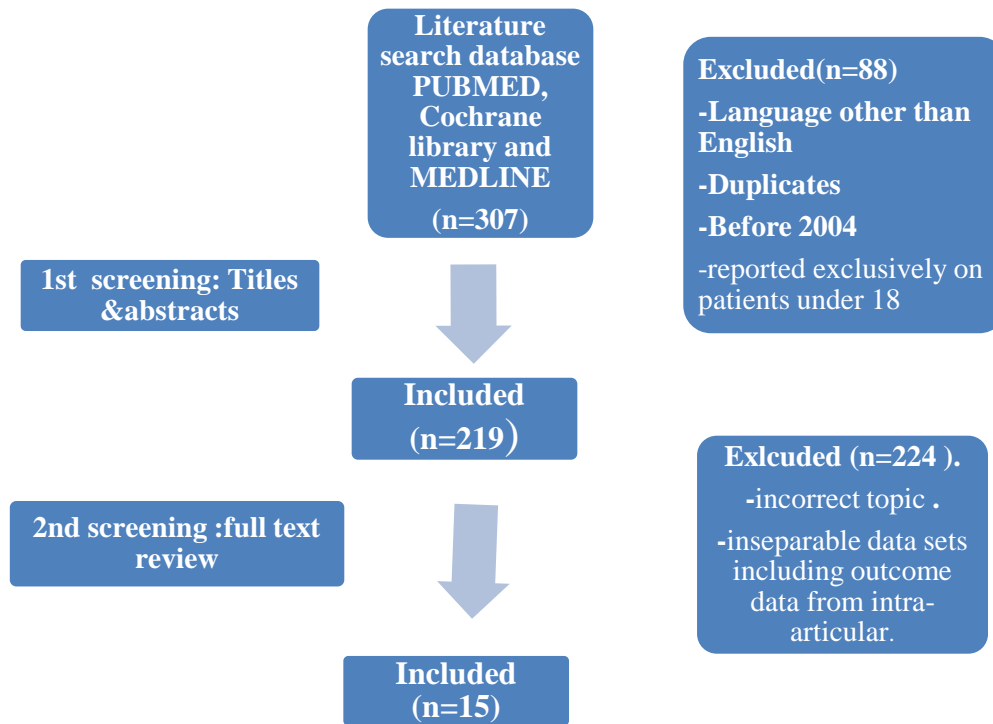 Literature
search database
PUBMED,
Cochrane
library and
MEDLINE
(n=307)
Excluded(n=88)
-Language other than
English
-Duplicates
-Before 2004
-reported exclusively on
patients under 18
1st screening: Titles
&abstracts
Included
(n=219)
Exlcuded (n=224 ).
-incorrect topic .
-inseparable data sets
including outcome
data from intra-
articular.
2nd screening :full text
review
Included
(n=15)